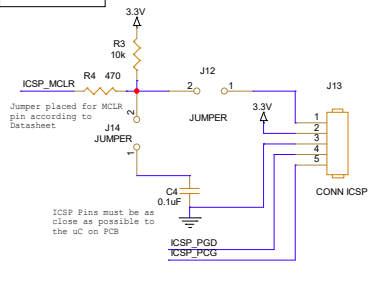 3.3V
R3
10k
J12
R4 470
ICSP_MCLR
2
1
J13
Jumper placed for MCLR
pin according to
Datasheet
2
J14
JUMPER
1
JUMPER
3.3V
1
2
3
4
5
C4
0.1uF
CONN ICSP
ICSP Pins must be as
close as possible to
the uC on PCB
ICSP_PGD
ICSP_PCG